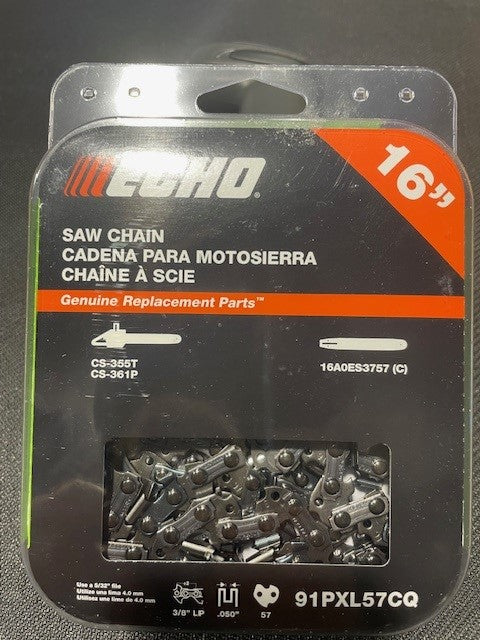 ECHO
16”
SAW CHAIN
CADENA PARA MOTOSIERRA
CHAÎNE À SCIE
Genuine Replacement Parts™
CS-355T
CS-361P
16A0ES3757 (C)
Use a 5/32" file
Utilize una lima 4.0 mm
Utilisez une lime de 4.0 mm
3/8" LP
.050"
57
91PXL57CQ